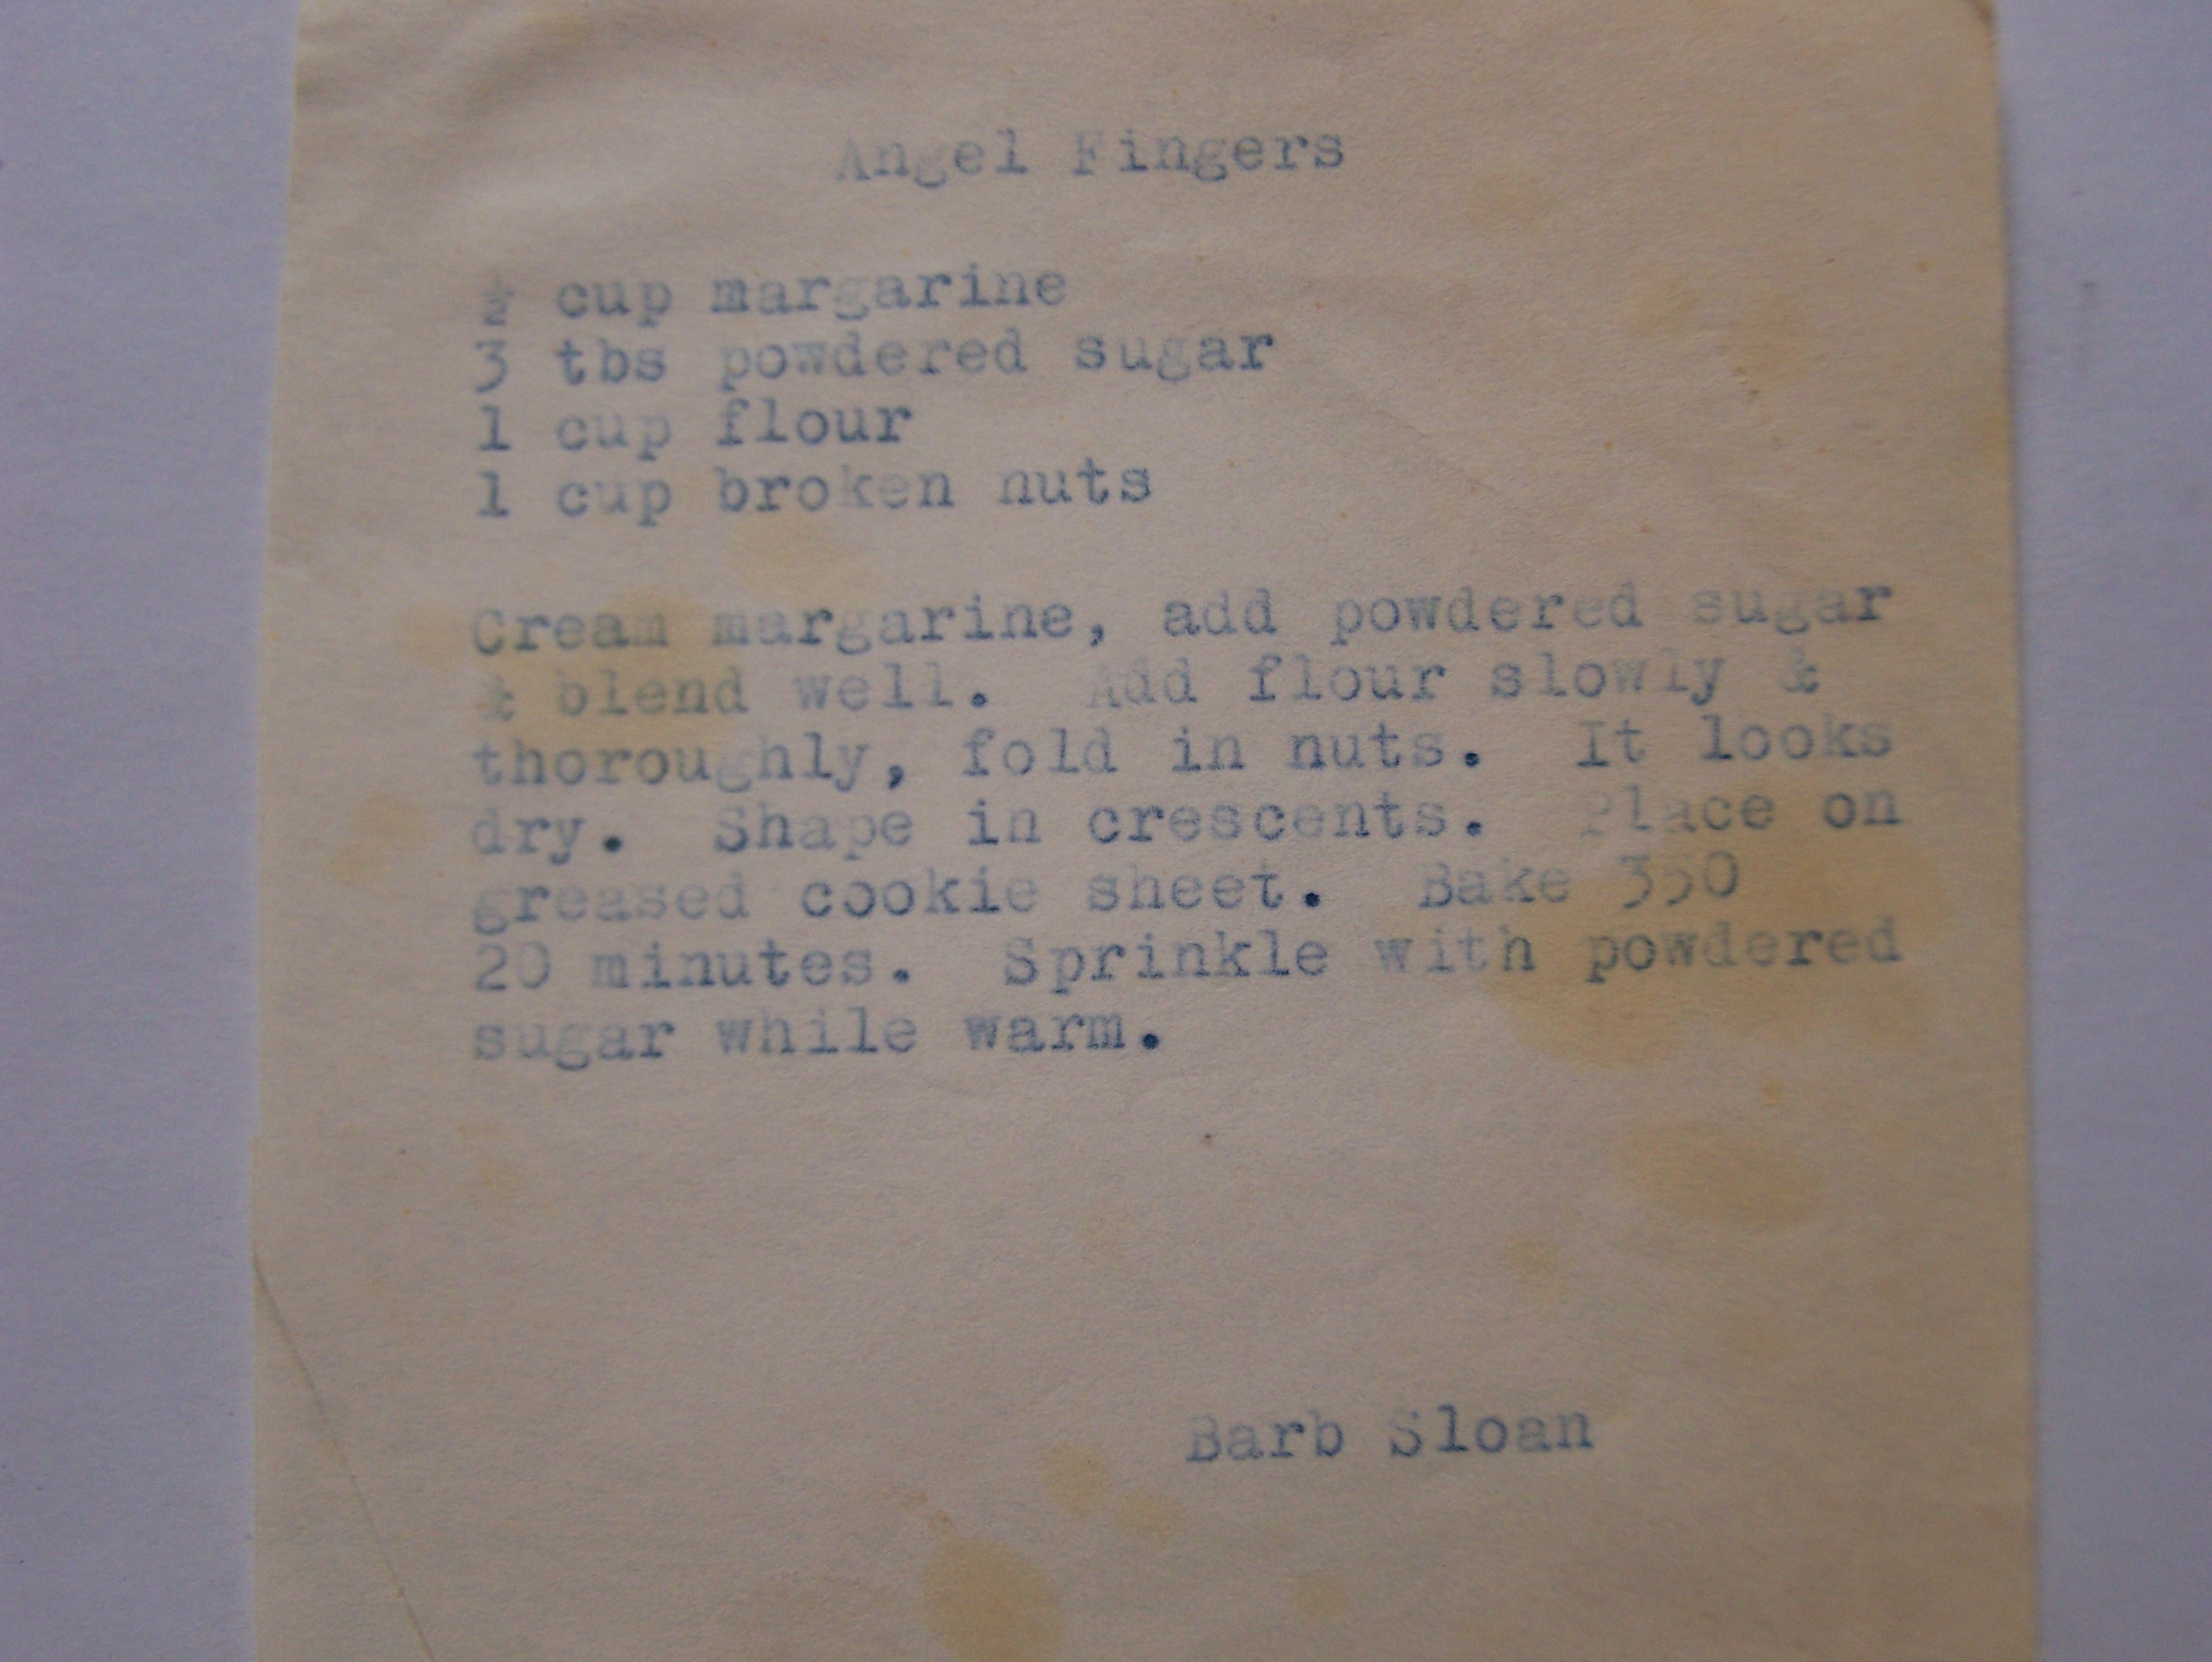 Angel Fingers
½ cup margarine
3 tbs powdered sugar
1 cup flour
1 cup broken nuts
Cream margarine, add powdered sugar
& blend well. Add flour slowly &
thoroughly, fold in nuts. It looks
dry. Shape in crescents. Place on
greased cookie sheet. Bake 350
20 minutes. Sprinkle with powdered
sugar while warm.
Barb Sloan